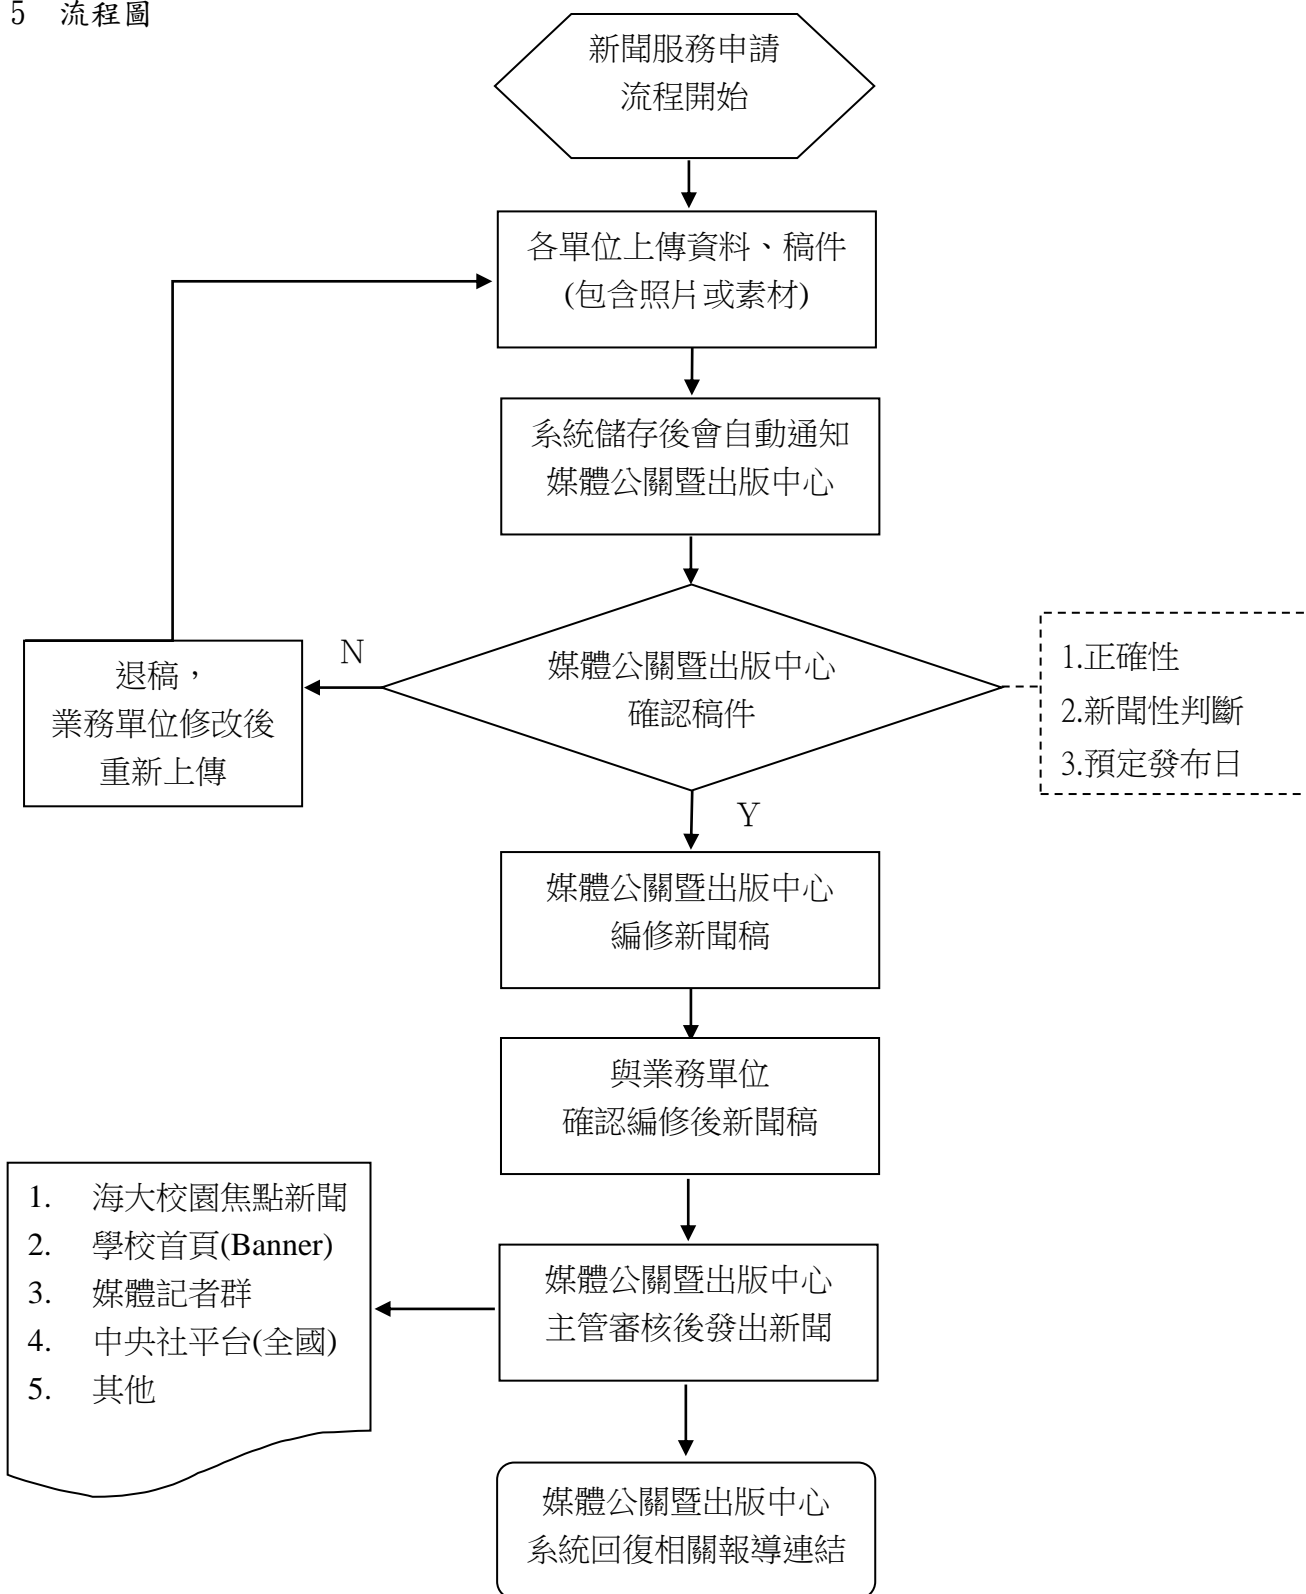 5 流程圖
新聞服務申請
流程開始
各單位上傳資料、稿件
(包含照片或素材)
系統儲存後會自動通知
媒體公關暨出版中心
媒體公關暨出版中心
確認稿件
N
退稿，
業務單位修改後
重新上傳
1.正確性
2.新聞性判斷
3.預定發布日
Y
媒體公關暨出版中心
編修新聞稿
與業務單位
確認編修後新聞稿
媒體公關暨出版中心
主管審核後發出新聞
1. 海大校園焦點新聞
2. 學校首頁(Banner)
3. 媒體記者群
4. 中央社平台(全國)
5. 其他
媒體公關暨出版中心
系統回復相關報導連結